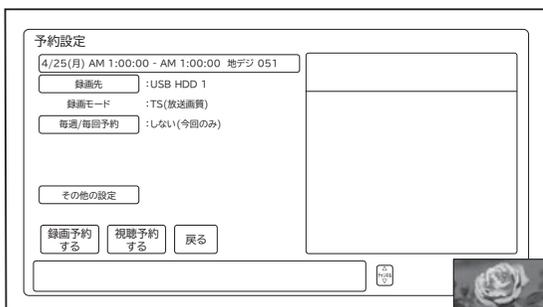 予約設定
4/25(月) AM 1:00:00 - AM 1:00:00 地デジ 051
録画先 :USB HDD 1
録画モード :TS(放送画質)
毎週/毎回予約 :しない(今回のみ)
その他の設定
録画予約
する
視聴予約
する
戻る